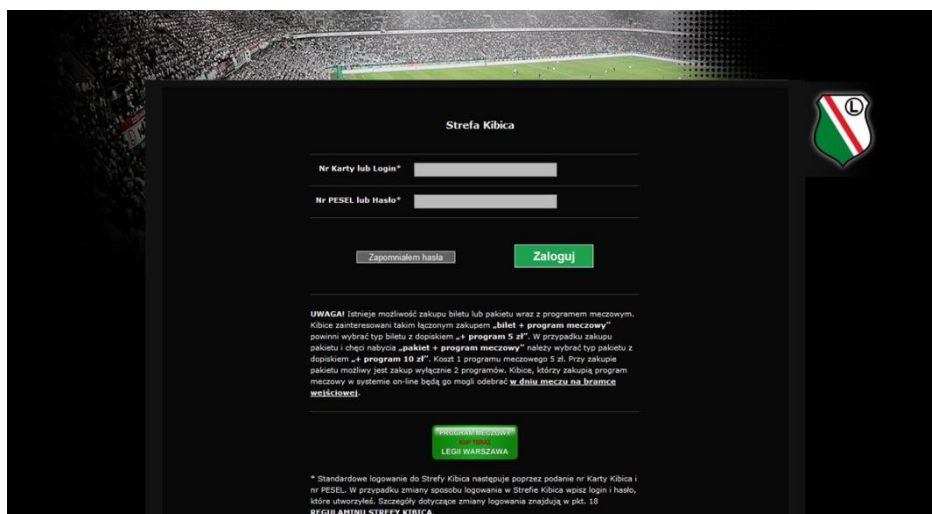 L
Strefa Kibica
Nr Karty lub Login*
Nr PESEL lub Hasło*
Zapomniałem hasła
Zaloguj
UWAGA! Istnieje możliwość zakupu biletu lub pakietu wraz z programem meczowym.
Kibice zainteresowani takim łączonym zakupem „bilet + program meczowy”
powinni wybrać typ biletu z dopiskiem „+ program 5 zł”. W przypadku zakupu
pakietu i chęci nabycia „pakiet + program meczowy” należy wybrać typ pakietu z
dopiskiem „+ program 10 zł”. Koszt 1 programu meczowego 5 zł. Przy zakupie
pakietu możliwy jest zakup wyłącznie 2 programów. Kibice, którzy zakupią program
meczowy w systemie on-line będą go mogli odebrać w dniu meczu na bramce
wejściowej.
PROGRAM MECZOWY
KUP TERAZ
LEGII WARSZAWA
* Standardowe logowanie do Strefy Kibica następuje poprzez podanie nr Karty Kibica i
nr PESEL. W przypadku zmiany sposobu logowania w Strefie Kibica wpisz login i hasło,
które utworzyłeś. Szczegóły dotyczące zmiany logowania znajdują w pkt. 18
REGULAMINU STREFY KIBICA.